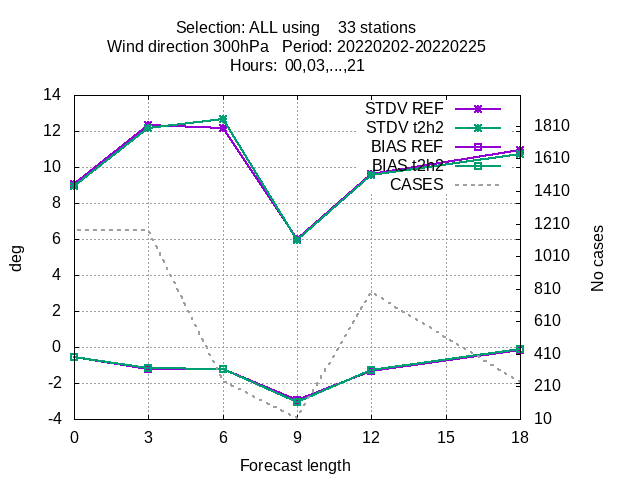 Selection: ALL using    33 stations
Wind direction 300hPa   Period: 20220202-20220225
Hours:  00,03,...,21
STDV REF
STDV t2h2
BIAS REF
BIAS t2h2
CASES
deg
14
12
10
8
6
4
2
0
-2
-4
1810
1610
1410
1210
1010
810
610
410
210
10
No cases
0 3 6 9 12 15 18
Forecast length